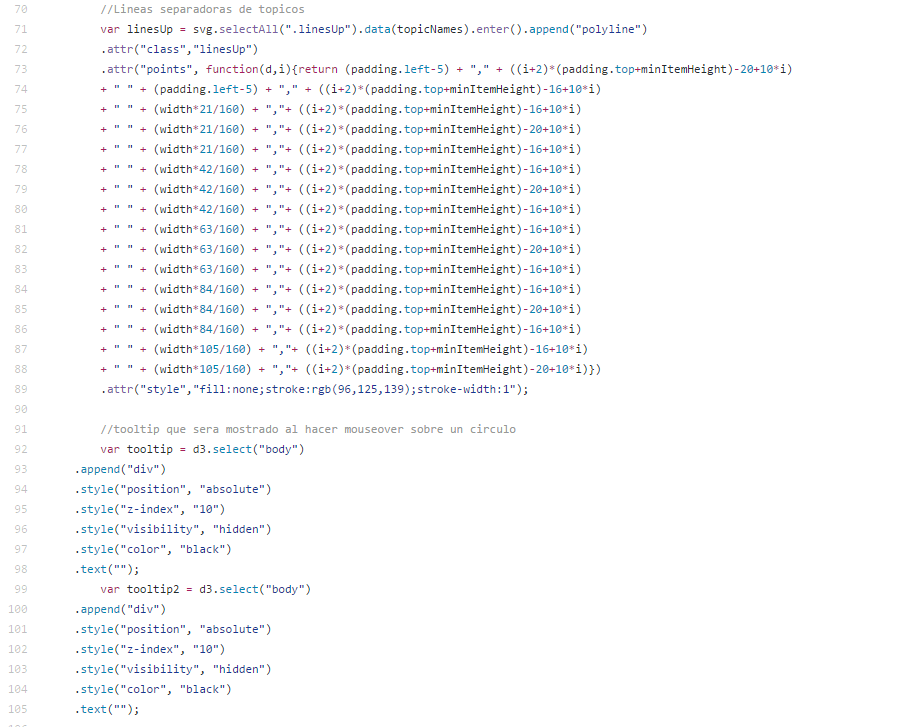 70 //Lineas separadoras de topicos
71 var linesUp = svg.selectAll(".linesUp").data(topicNames).enter().append("polyline")
72 .attr("class","linesUp")
73 .attr("points", function(d,i){return (padding.left-5) + "," + ((i+2)*(padding.top+minItemHeight)-20+10*i)
74 + " " + (padding.left-5) + "," + ((i+2)*(padding.top+minItemHeight)-16+10*i)
75 + " " + (width*21/160) + ","+ ((i+2)*(padding.top+minItemHeight)-16+10*i)
76 + " " + (width*21/160) + ","+ ((i+2)*(padding.top+minItemHeight)-20+10*i)
77 + " " + (width*21/160) + ","+ ((i+2)*(padding.top+minItemHeight)-16+10*i)
78 + " " + (width*42/160) + ","+ ((i+2)*(padding.top+minItemHeight)-16+10*i)
79 + " " + (width*42/160) + ","+ ((i+2)*(padding.top+minItemHeight)-20+10*i)
80 + " " + (width*42/160) + ","+ ((i+2)*(padding.top+minItemHeight)-16+10*i)
81 + " " + (width*63/160) + ","+ ((i+2)*(padding.top+minItemHeight)-16+10*i)
82 + " " + (width*63/160) + ","+ ((i+2)*(padding.top+minItemHeight)-20+10*i)
83 + " " + (width*63/160) + ","+ ((i+2)*(padding.top+minItemHeight)-16+10*i)
84 + " " + (width*84/160) + ","+ ((i+2)*(padding.top+minItemHeight)-16+10*i)
85 + " " + (width*84/160) + ","+ ((i+2)*(padding.top+minItemHeight)-20+10*i)
86 + " " + (width*84/160) + ","+ ((i+2)*(padding.top+minItemHeight)-16+10*i)
87 + " " + (width*105/160) + ","+ ((i+2)*(padding.top+minItemHeight)-16+10*i)
88 + " " + (width*105/160) + ","+ ((i+2)*(padding.top+minItemHeight)-20+10*i)})
89 .attr("style","fill:none;stroke:rgb(96,125,139);stroke-width:1");
90
91 //tooltip que sera mostrado al hacer mouseover sobre un circulo
92 var tooltip = d3.select("body")
93 .append("div")
94 .style("position", "absolute")
95 .style("z-index", "10")
96 .style("visibility", "hidden")
97 .style("color", "black")
98 .text("");
99 var tooltip2 = d3.select("body")
100 .append("div")
101 .style("position", "absolute")
102 .style("z-index", "10")
103 .style("visibility", "hidden")
104 .style("color", "black")
105 .text("");